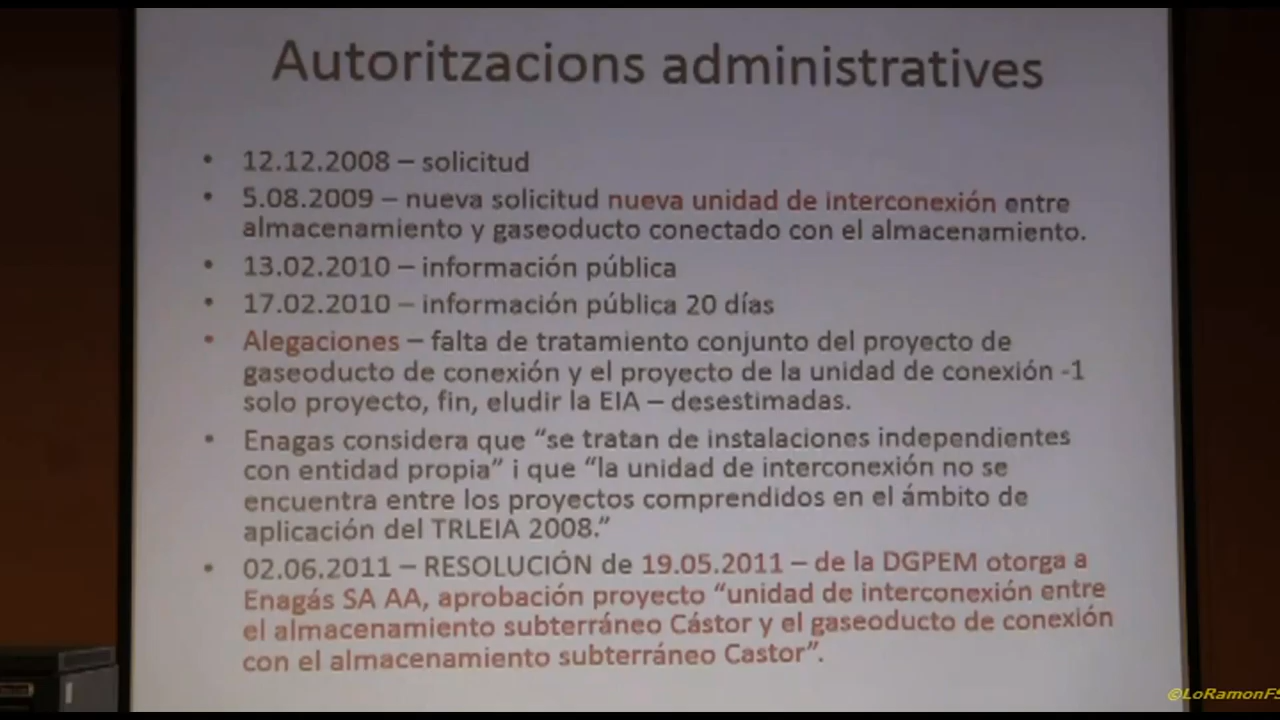 Autoritzacions administratives
• 12.12.2008 – solicitud
• 5.08.2009 – nueva solicitud nueva unidad de interconexión entre
almacenamiento y gaseoducto conectado con el almacenamiento.
• 13.02.2010 – información pública
• 17.02.2010 – información pública 20 días
• Alegaciones – falta de tratamiento conjunto del proyecto de
gaseoducto de conexión y el proyecto de la unidad de conexión -1
solo proyecto, fin, eludir la EIA – desestimadas.
• Enagas considera que “se tratan de instalaciones independientes
con entidad propia” i que “la unidad de interconexión no se
encuentra entre los proyectos comprendidos en el ámbito de
aplicación del TRLEIA 2008.”
• 02.06.2011 – RESOLUCIÓN de 19.05.2011 – de la DGPEM otorga a
Enagás SA AA, aprobación proyecto “unidad de interconexión entre
el almacenamiento subterráneo Cástor y el gaseoducto de conexión
con el almacenamiento subterráneo Castor”.
©LoRamonFS